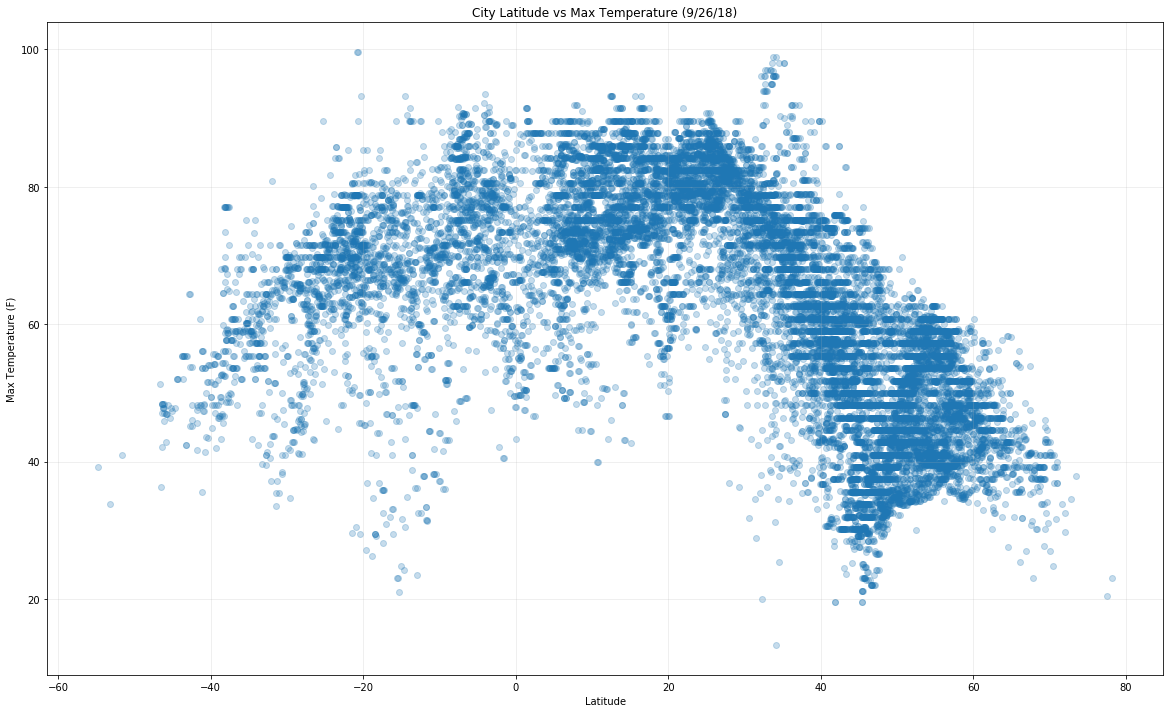 City Latitude vs Max Temperature (9/26/18)
100
80
60
40
20
Max Temperature (F)
−60 −40 −20 0 20 40 60 80
Latitude